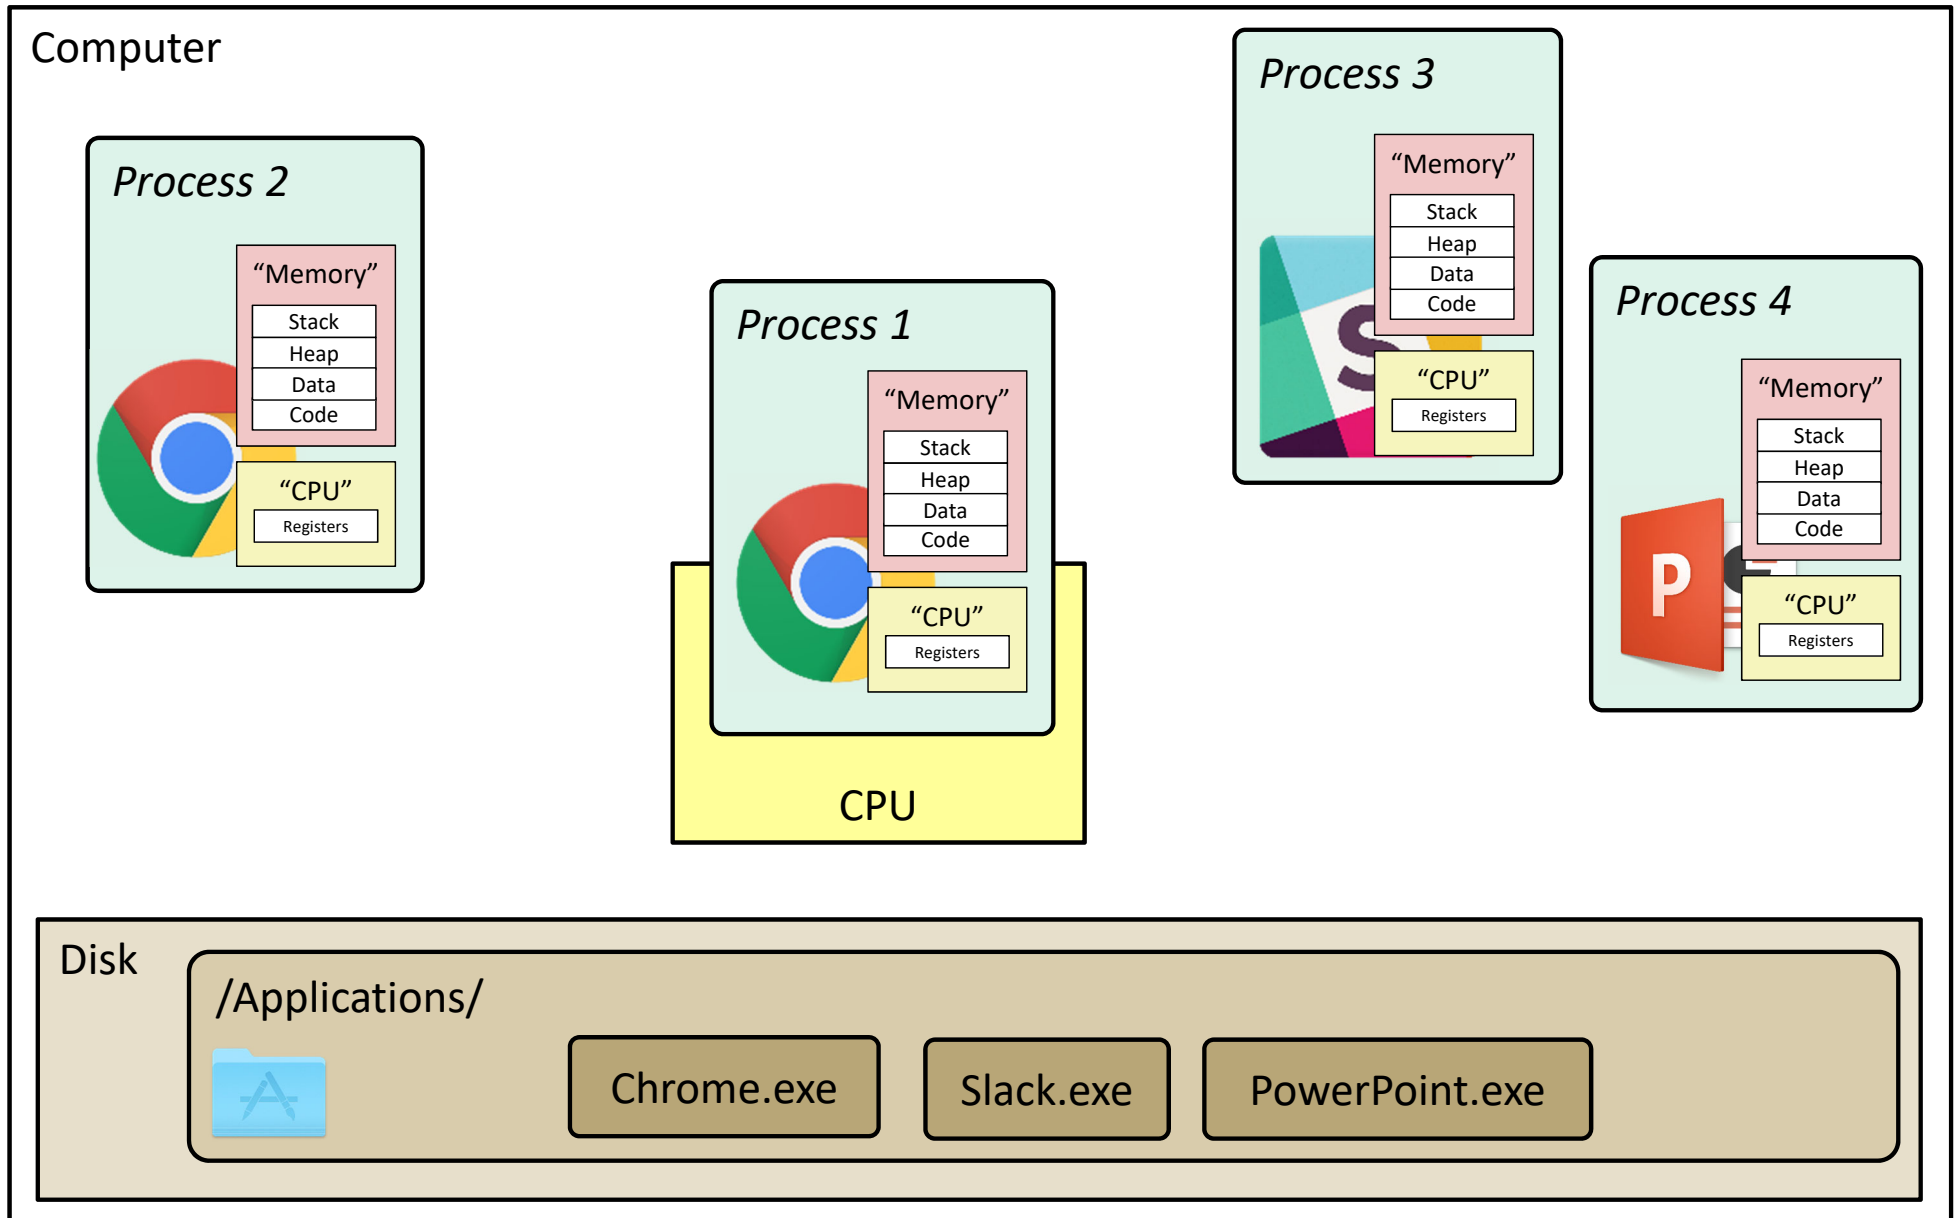 Computer
Process 2
“Memory”
Stack
Heap
Data
Code
“CPU”
Registers
Process 1
“Memory”
Stack
Heap
Data
Code
“CPU”
Registers
CPU
Process 3
“Memory”
Stack
Heap
Data
Code
S
“CPU”
Registers
Process 4
“Memory”
Stack
Heap
Data
Code
P
“CPU”
Registers
Disk
/Applications/
Chrome.exe
Slack.exe
PowerPoint.exe